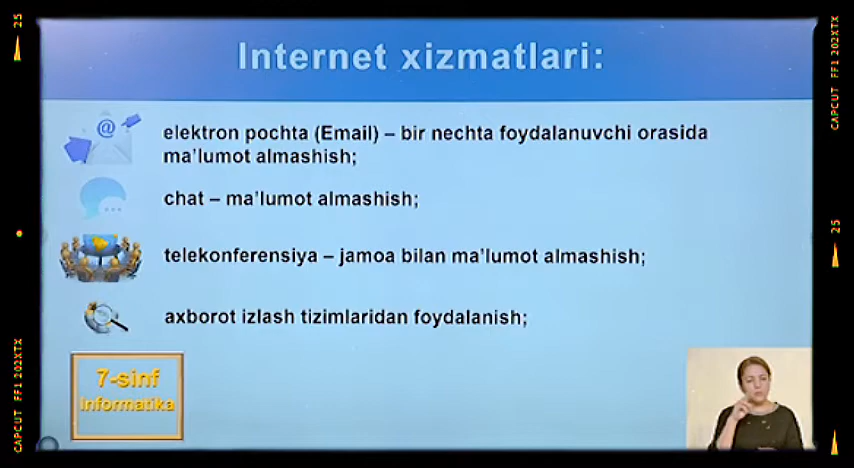 Internet xizmatlari:
elektron pochta (Email) – bir nechta foydalanuvchi orasida
ma'lumot almashish;
chat – ma'lumot almashish;
telekonferensiya – jamoa bilan ma'lumot almashish;
axborot izlash tizimlaridan foydalanish;
7-sinf
informatika
25
CAPCUT FF1 202XTX
CAPCUT FF1 202XTX
25